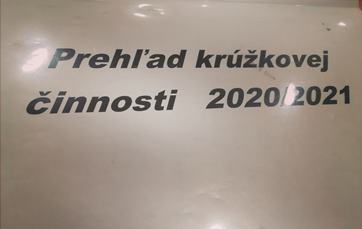 Prehľad krúžkovej
činnosti 2020/2021